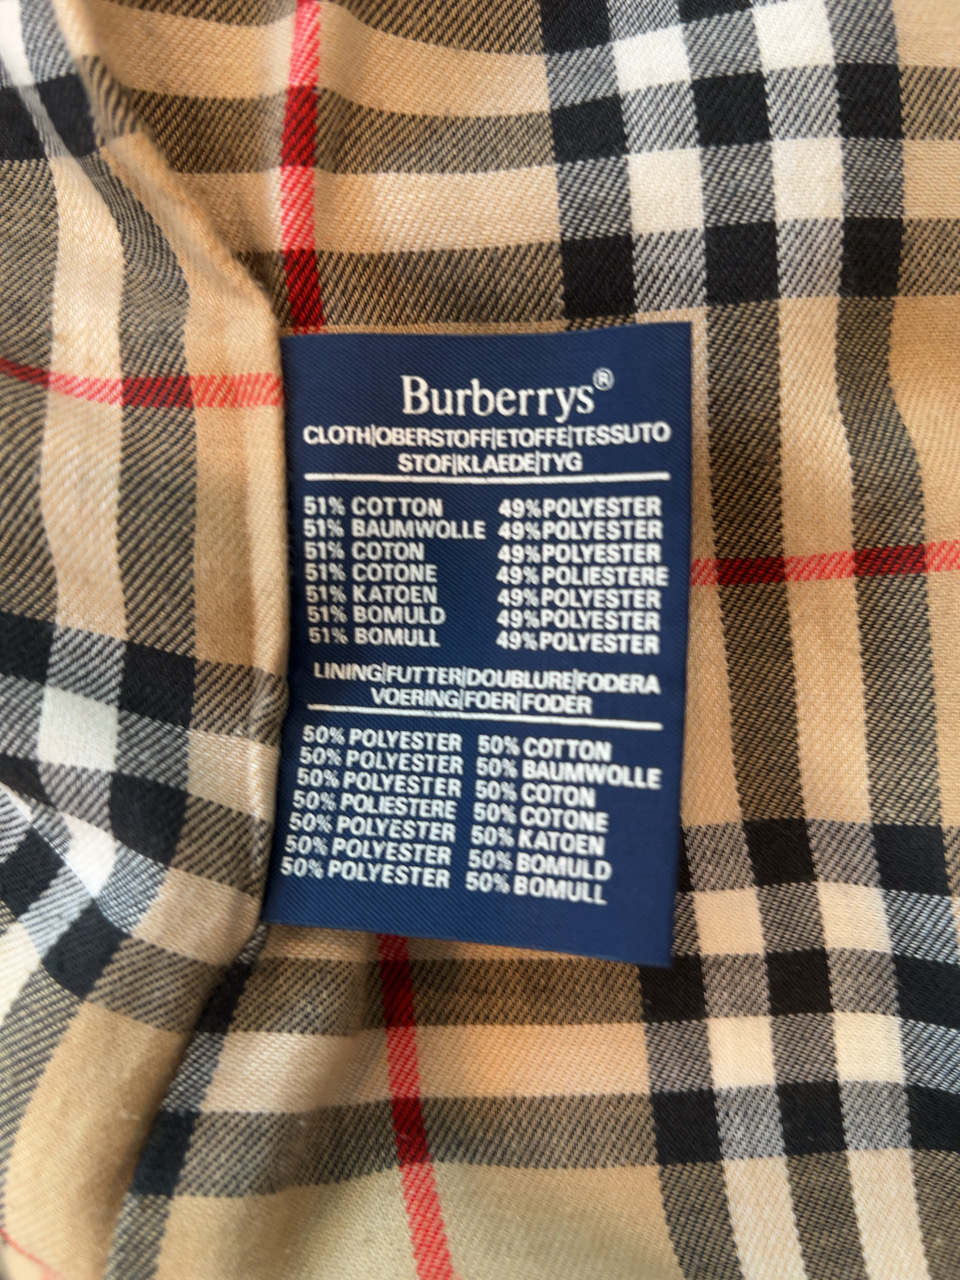 Burberrys®
CLOTH|OBERSTOFF|ETOFFE|TESSUTO
STOF|KLAEDE|TYG
51% COTTON 49% POLYESTER
51% BAUMWOLLE 49% POLYESTER
51% COTON 49% POLYESTER
51% COTONE 49% POLIESTERE
51% KATOEN 49% POLYESTER
51% BOMULD 49% POLYESTER
51% BOMULL 49% POLYESTER
LINING|FUTTER|DOUBLURE|FODERA
VOERING|FOER|FODER
50% POLYESTER 50% COTTON
50% POLYESTER 50% BAUMWOLLE
50% POLYESTER 50% COTON
50% POLIESTERE 50% COTONE
50% POLYESTER 50% KATOEN
50% POLYESTER 50% BOMULD
50% POLYESTER 50% BOMULL